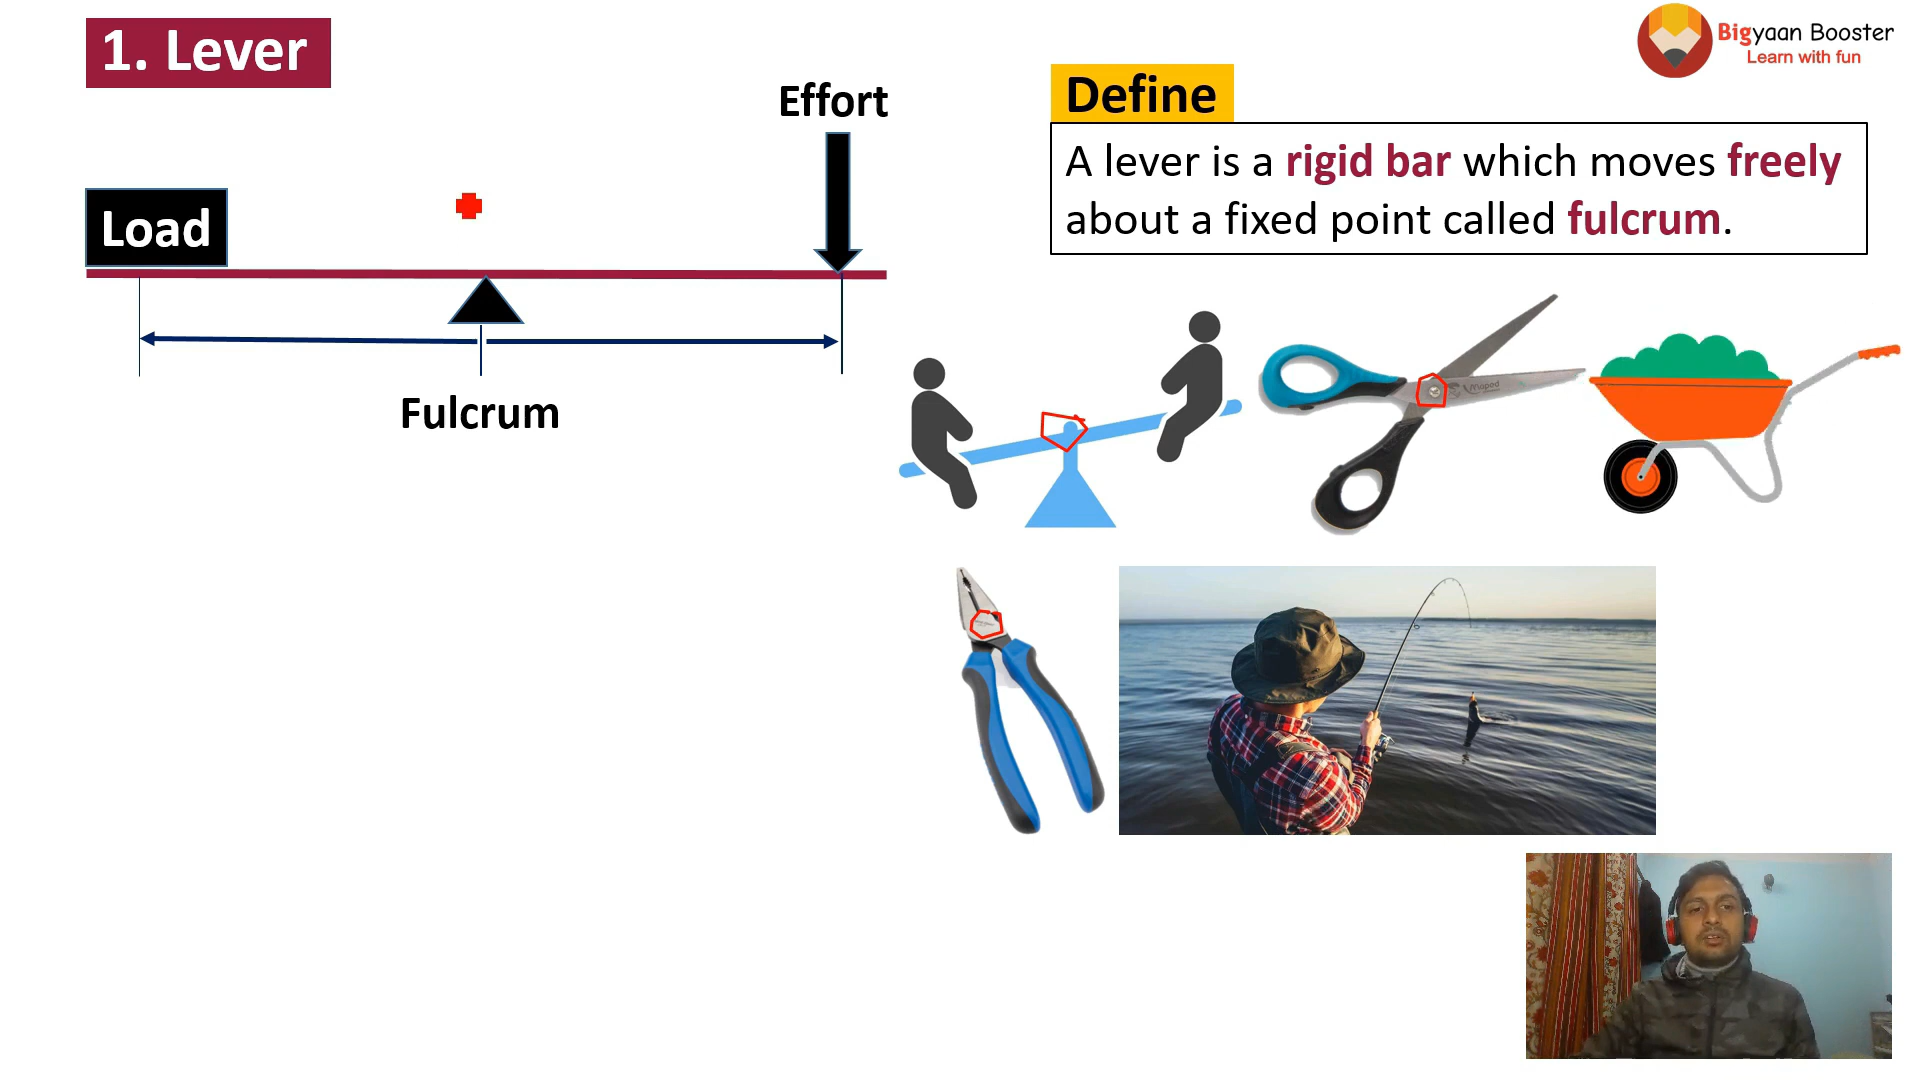 1. Lever
Bigyaan Booster
Learn with fun
Effort
Define
Load
A lever is a rigid bar which moves freely
about a fixed point called fulcrum.
Fulcrum
Maped